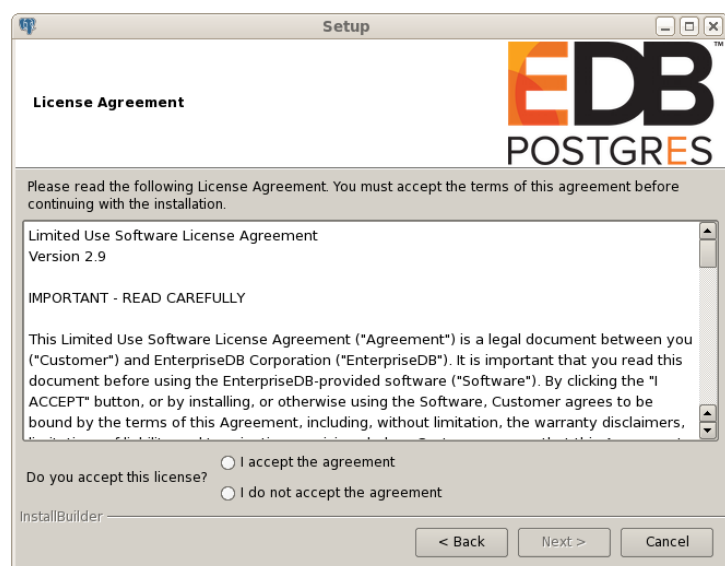 Setup
License Agreement
EDB™
POSTGRES
Please read the following License Agreement. You must accept the terms of this agreement before
continuing with the installation.
Limited Use Software License Agreement
Version 2.9
IMPORTANT - READ CAREFULLY
This Limited Use Software License Agreement ("Agreement") is a legal document between you
("Customer") and EnterpriseDB Corporation ("EnterpriseDB"). It is important that you read this
document before using the EnterpriseDB-provided software ("Software"). By clicking the "I
ACCEPT" button, or by installing, or otherwise using the Software, Customer agrees to be
bound by the terms of this Agreement, including, without limitation, the warranty disclaimers,
Do you accept this license?
I accept the agreement
I do not accept the agreement
InstallBuilder
< Back
Next >
Cancel